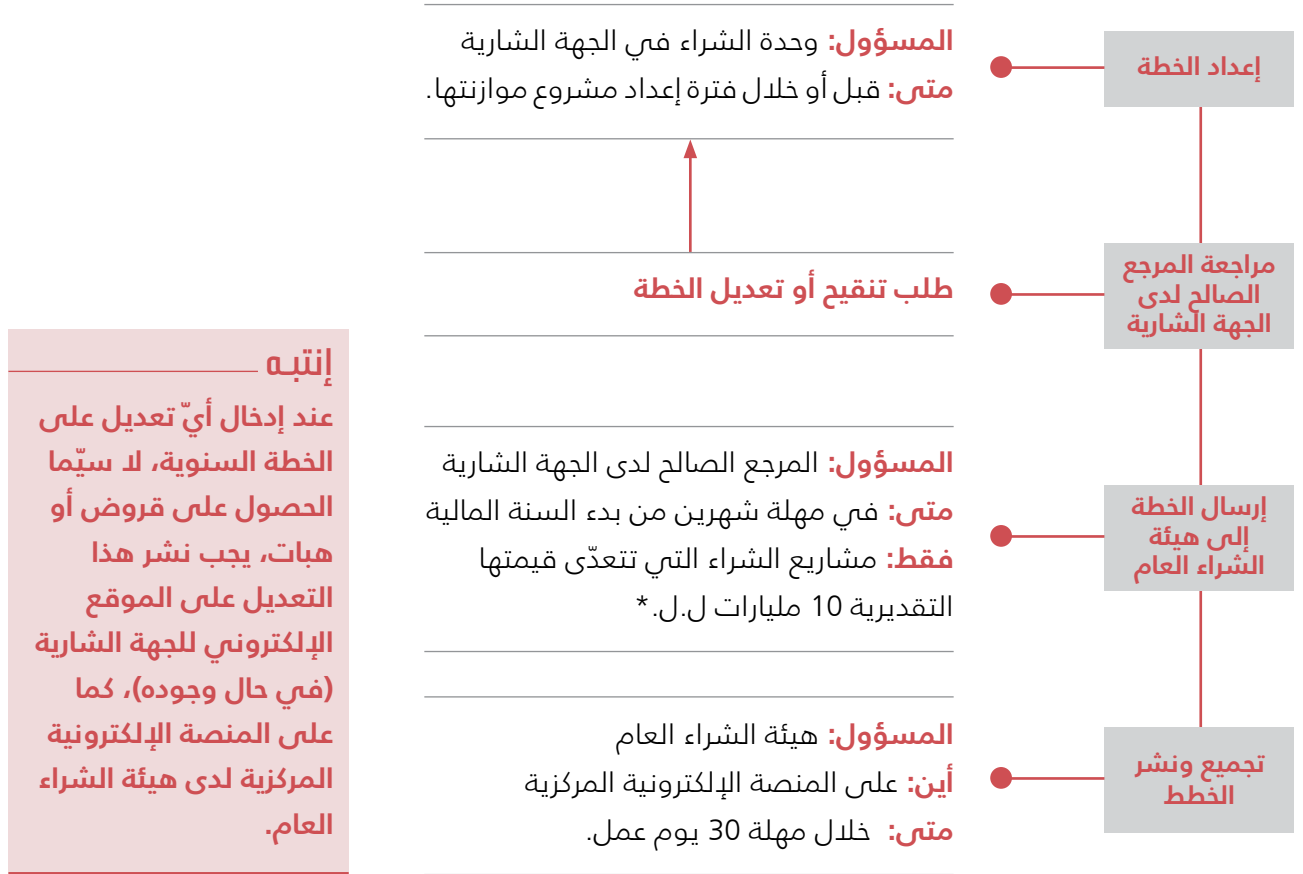 إعداد الخطة
المسؤول: وحدة الشراء في الجهة الشارية
متى: قبل أو خلال فترة إعداد مشروع موازنتها.
مراجعة المرجع
الصالح لدى
الجهة الشارية
طلب تنقيح أو تعديل الخطة
إرسال الخطة
إلى هيئة
الشراء العام
المسؤول: المرجع الصالح لدى الجهة الشارية
متى: في مهلة شهرين من بدء السنة المالية
فقط: مشاريع الشراء التي تتعدّى قيمتها
التقديرية 10 مليارات ل.ل.*
تجميع ونشر
الخطط
المسؤول: هيئة الشراء العام
أين: على المنصة الإلكترونية المركزية
متى: خلال مهلة 30 يوم عمل.
إنتبه
عند إدخال أيّ تعديل على
الخطة السنوية، لا سيّما
الحصول على قروض أو
هبات، يجب نشر هذا
التعديل على الموقع
الإلكتروني للجهة الشارية
(في حال وجوده)، كما
على المنصة الإلكترونية
المركزية لدى هيئة الشراء
العام.